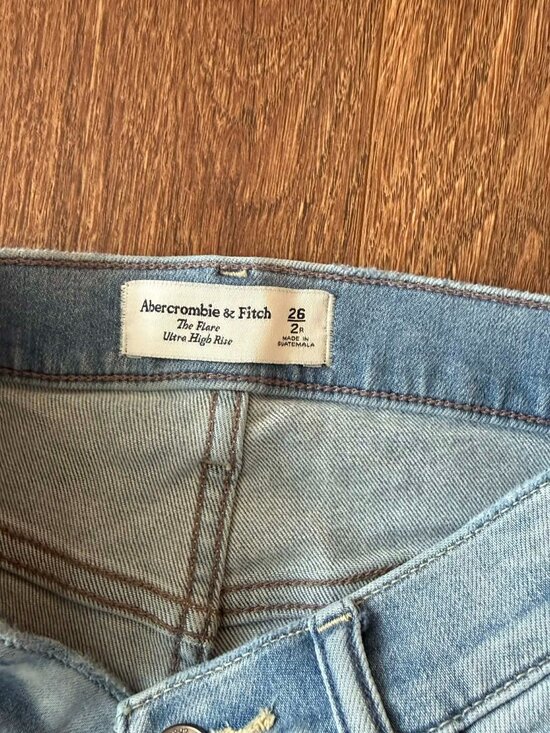 Abercrombie & Fitch
The Flare
Ultra High Rise
26
2R
MADE IN
GUATEMALA